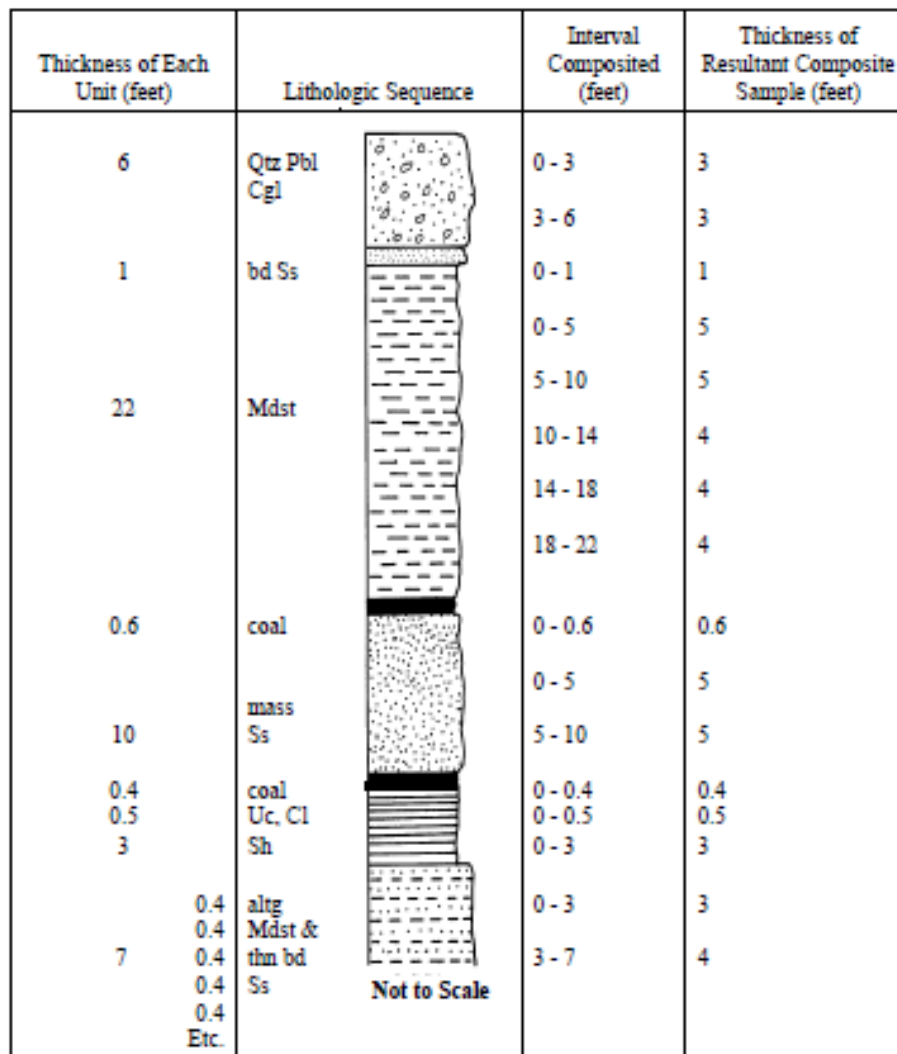 Thickness of Each Unit (feet)
Lithologic Sequence
Interval Composited (feet)
Thickness of Resultant Composite Sample (feet)
6 Qtz Pbl 0 - 3 3
Cgl
3 - 6 3
1 bd Ss 0 - 1 1
0 - 5 5
5 - 10 5
22 Mdst
10 - 14 4
14 - 18 4
18 - 22 4
0.6 coal 0 - 0.6 0.6
0 - 5 5
mass
10 Ss 5 - 10 5
0.4 coal 0 - 0.4 0.4
0.5 Uc, Cl 0 - 0.5 0.5
3 Sh 0 - 3 3
0.4 altg 0 - 3 3
0.4 Mdst &
7 0.4 thn bd 3 - 7 4
0.4 Ss Not to Scale
0.4
Etc.